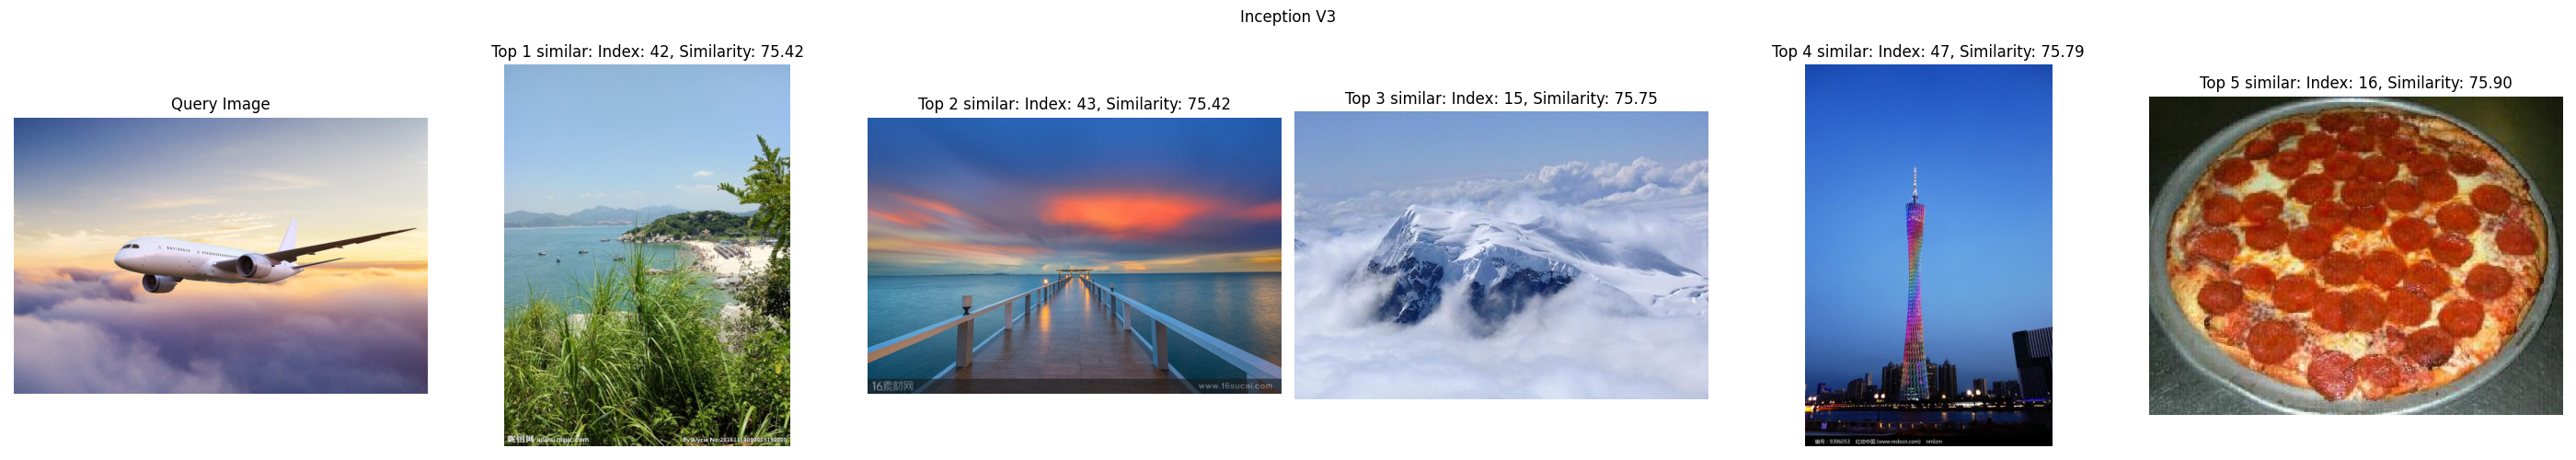 Inception V3
Query Image
Top 1 similar: Index: 42, Similarity: 75.42
Top 2 similar: Index: 43, Similarity: 75.42
Top 3 similar: Index: 15, Similarity: 75.75
Top 4 similar: Index: 47, Similarity: 75.79
Top 5 similar: Index: 16, Similarity: 75.90
16素材网
www.16sucai.com